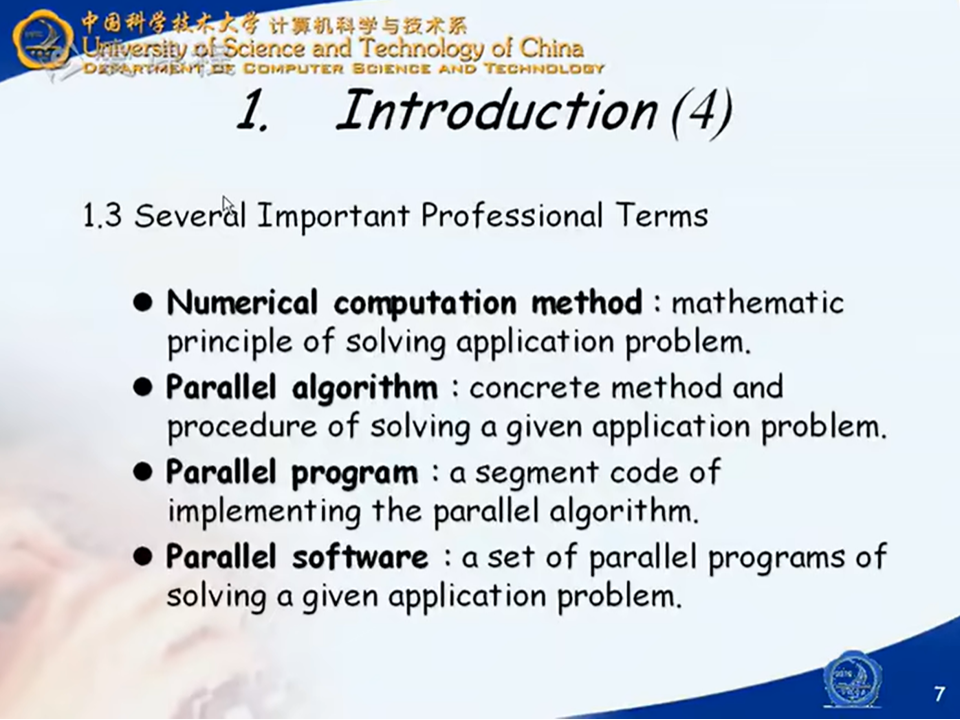 中国科学技术大学 计算机科学与技术系
University of Science and Technology of China
DEPARTMENT OF COMPUTER SCIENCE AND TECHNOLOGY
1. Introduction (4)
1.3 Several Important Professional Terms
● Numerical computation method : mathematic
principle of solving application problem.
● Parallel algorithm : concrete method and
procedure of solving a given application problem.
● Parallel program : a segment code of
implementing the parallel algorithm.
● Parallel software : a set of parallel programs of
solving a given application problem.
7